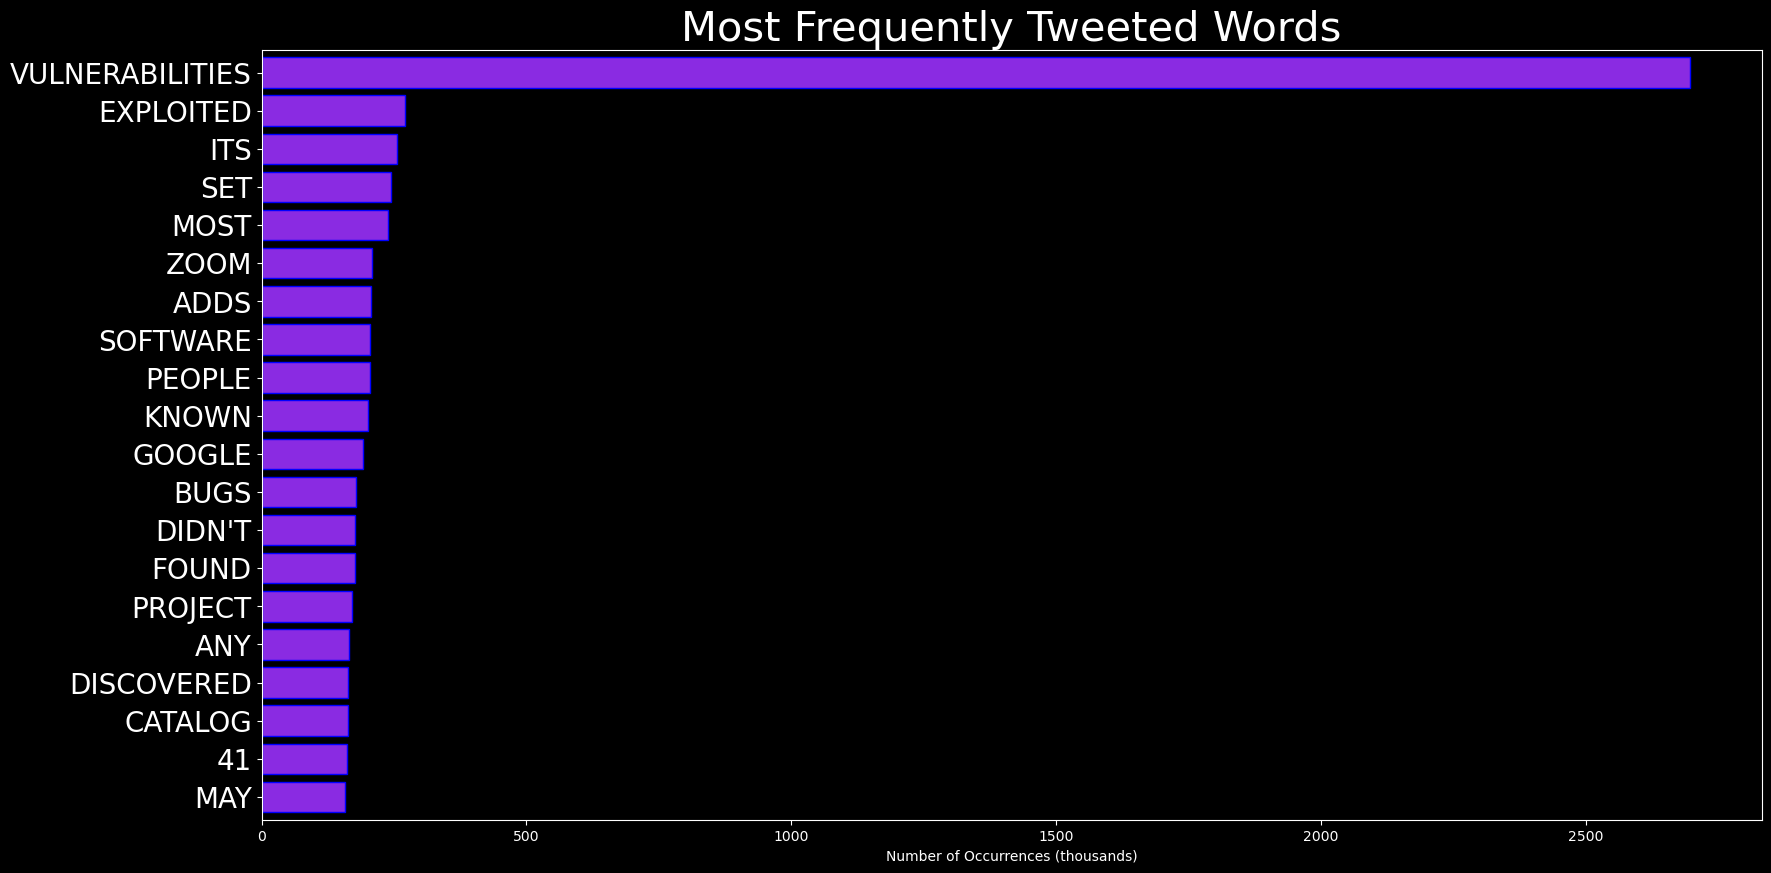 Most Frequently Tweeted Words
VULNERABILITIES
EXPLOITED
ITS
SET
MOST
ZOOM
ADDS
SOFTWARE
PEOPLE
KNOWN
GOOGLE
BUGS
DIDN'T
FOUND
PROJECT
ANY
DISCOVERED
CATALOG
41
MAY
0 500 1000 1500 2000 2500
Number of Occurrences (thousands)